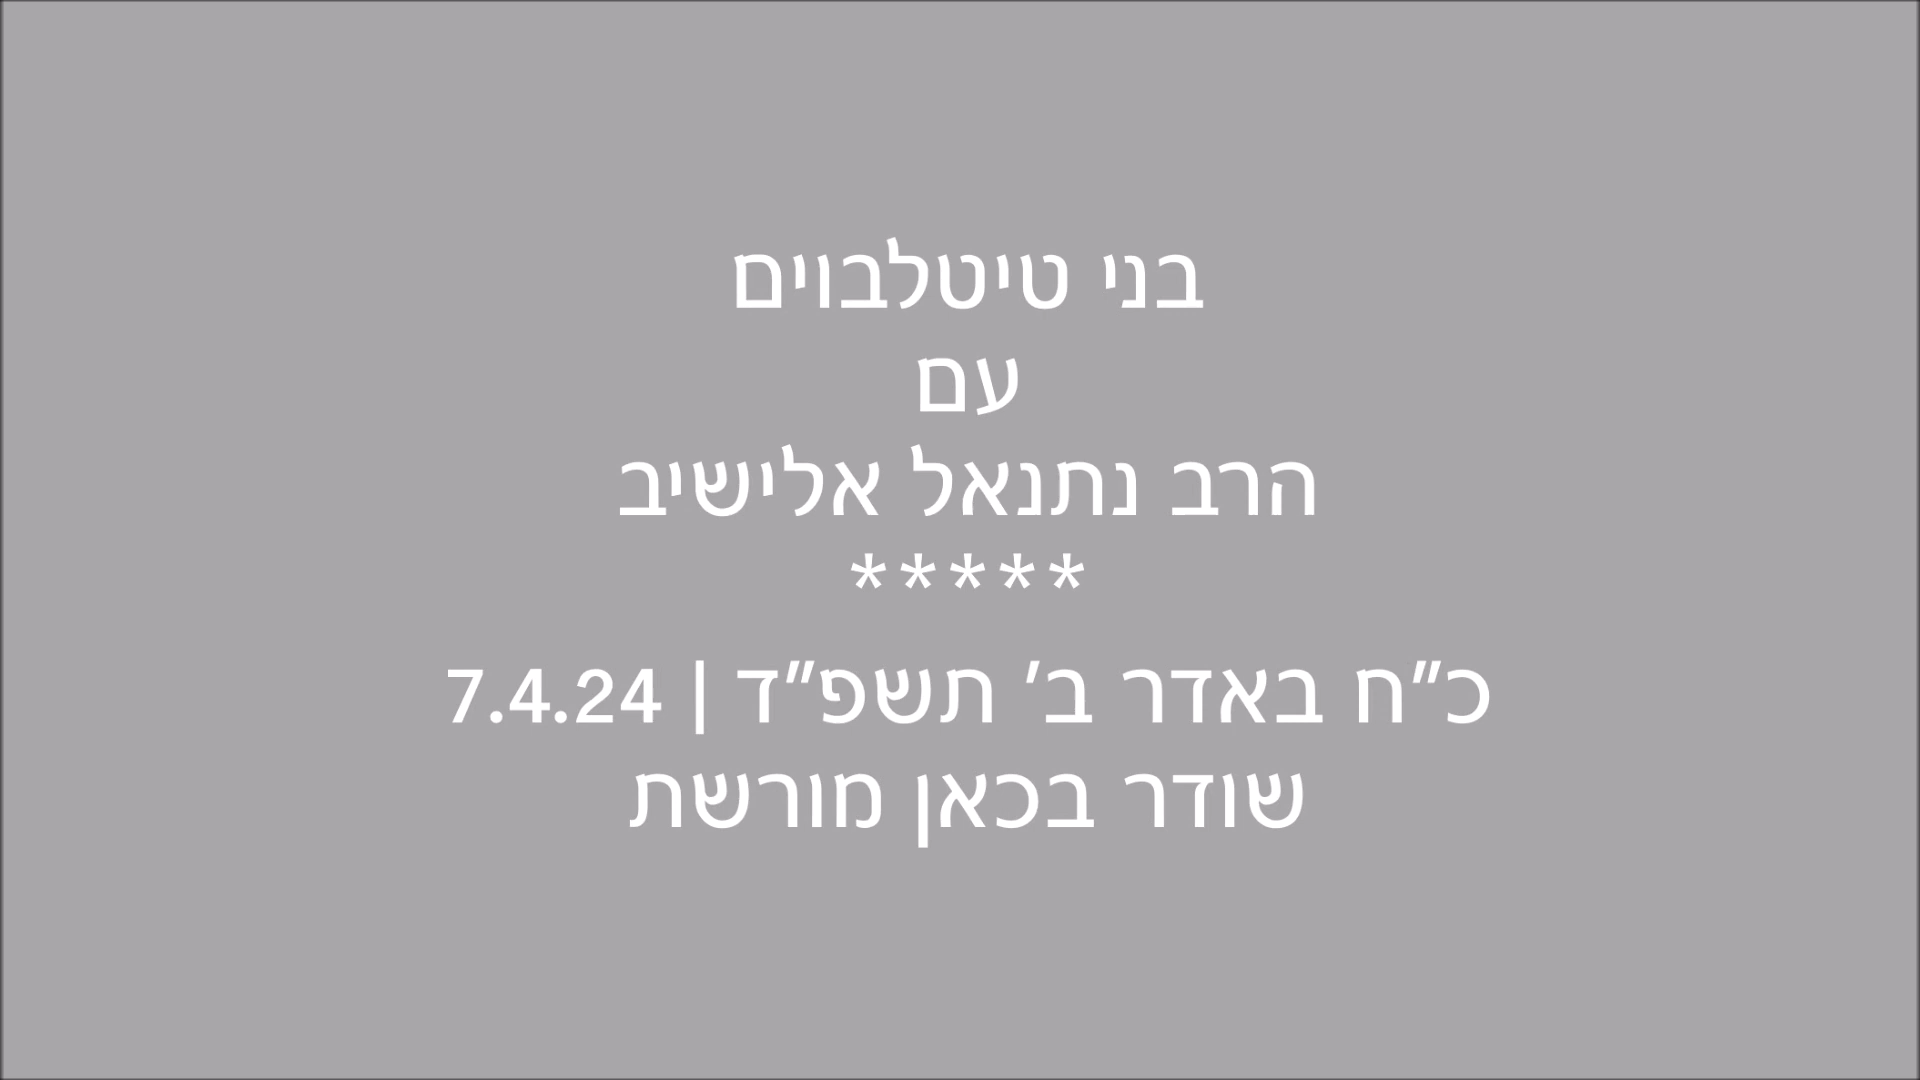 בני טיטלבוים
עם
הרב נתנאל אלישיב
*****
כ״ח באדר ב׳ תשפ״ד | 7.4.24
שודר בכאן מורשת